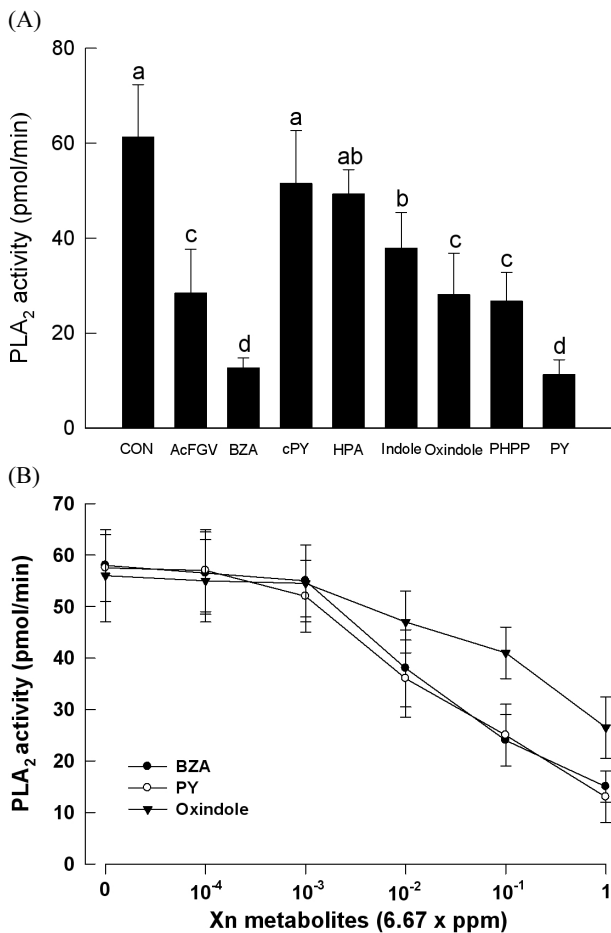 (A)
PLA₂ activity (pmol/min)
80
60
40
20
0
a
c
d
a
ab
b
c
c
d
CON AcFGV BZA cPY HPA Indole Oxindole PHPP PY
(B)
PLA₂ activity (pmol/min)
70
60
50
40
30
20
10
0
BZA
PY
Oxindole
0 10⁻⁴ 10⁻³ 10⁻² 10⁻¹ 1
Xn metabolites (6.67 x ppm)